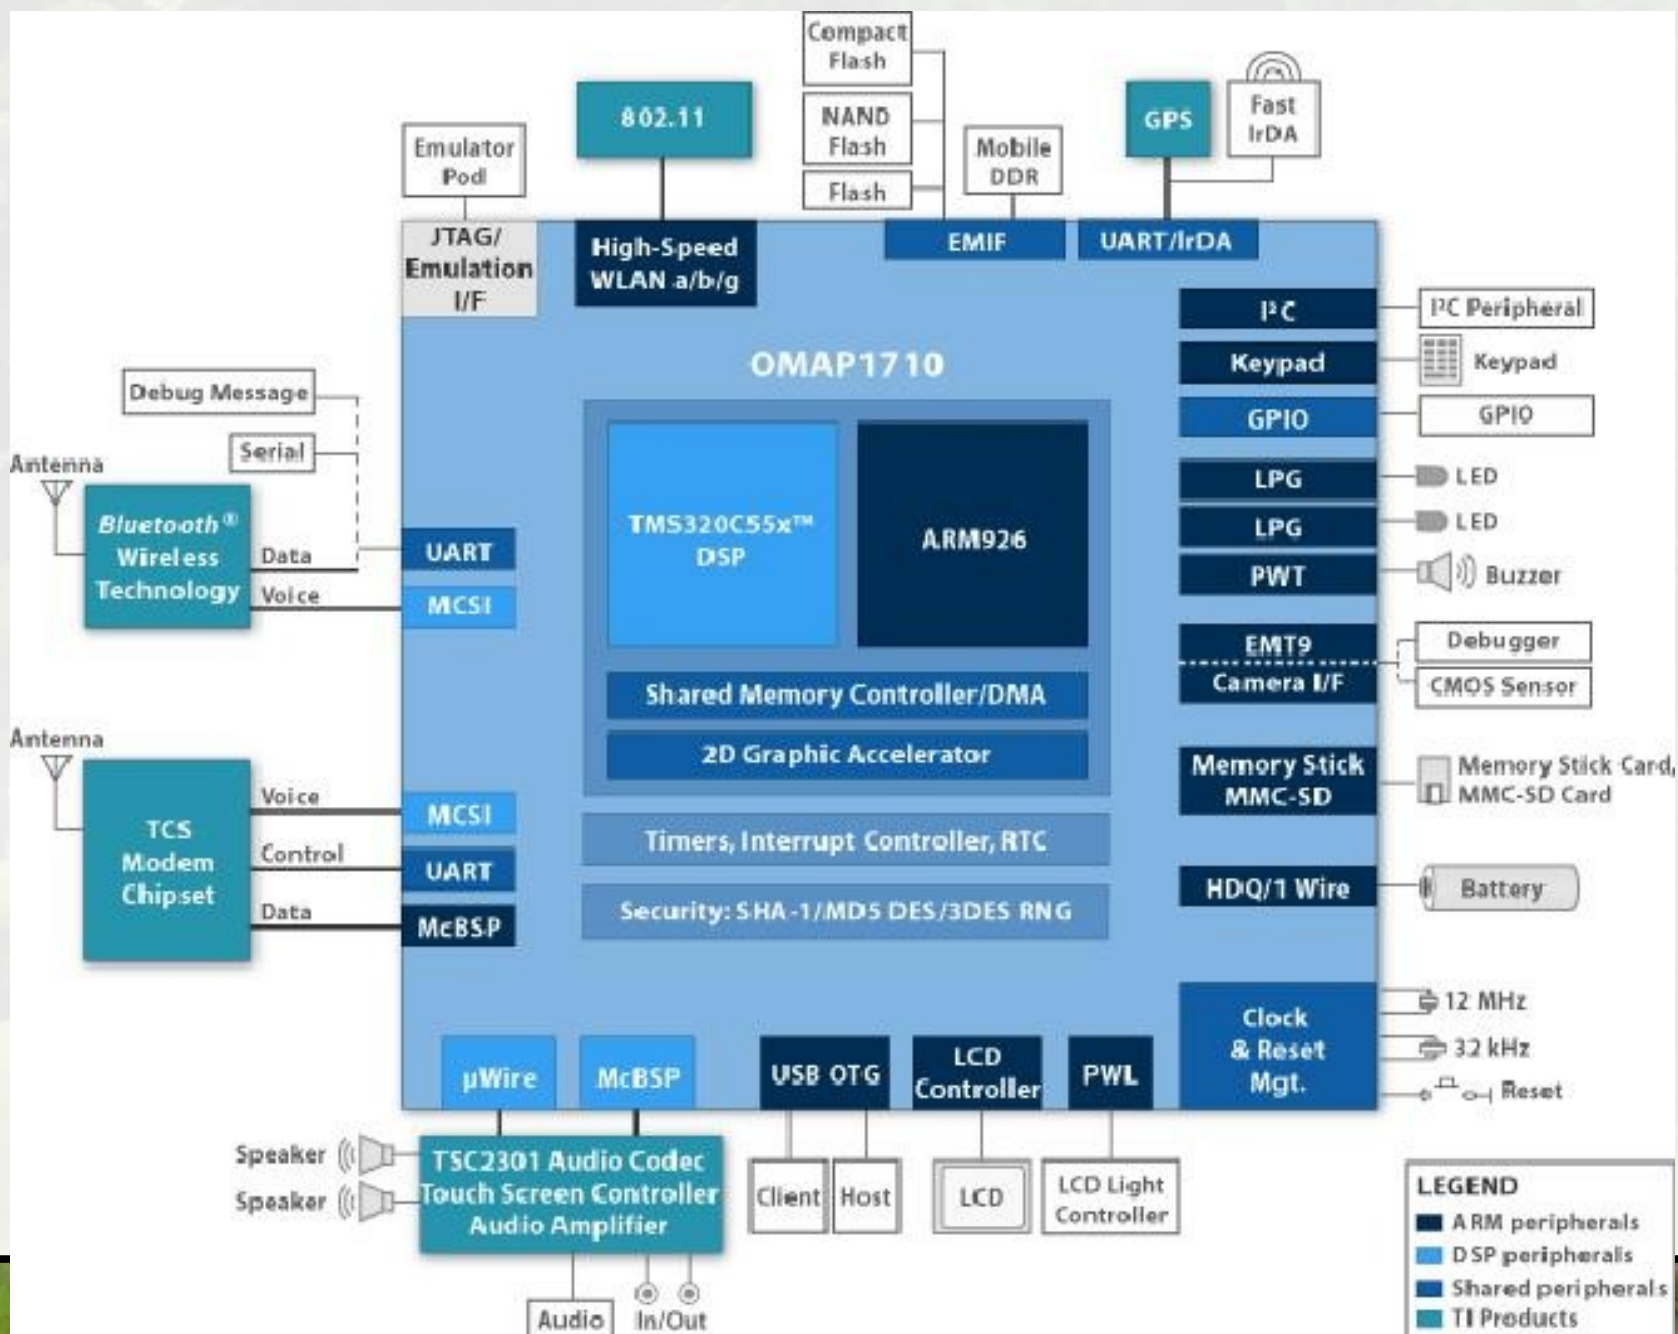 Compact
Flash
NAND
Flash
Flash
802.11
GPS
Fast
IrDA
Emulator
Pod
Mobile
DDR
JTAG/
Emulation
I/F
High-Speed
WLAN a/b/g
EMIF
UART/IrDA
OMAP1710
I²C
I²C Peripheral
Keypad
Keypad
GPIO
GPIO
LPG
LED
LPG
LED
PWT
Buzzer
EMT9
Camera I/F
Debugger
CMOS Sensor
Memory Stick
MMC-SD
Memory Stick Card,
MMC-SD Card
HDQ/1 Wire
Battery
Clock
& Reset
Mgt.
12 MHz
32 kHz
Reset
Debug Message
Serial
Antenna
Bluetooth®
Wireless
Technology
Data
Voice
UART
MCSI
TMS320C55x™
DSP
ARM926
Shared Memory Controller/DMA
2D Graphic Accelerator
Timers, Interrupt Controller, RTC
Security: SHA-1/MD5 DES/3DES RNG
Antenna
TCS
Modem
Chipset
Voice
Control
Data
MCSI
UART
McBSP
µWire
McBSP
USB OTG
LCD
Controller
PWL
Speaker
Speaker
TSC2301 Audio Codec
Touch Screen Controller
Audio Amplifier
Client
Host
LCD
LCD Light
Controller
Audio
In/Out
LEGEND
ARM peripherals
DSP peripherals
Shared peripherals
TI Products